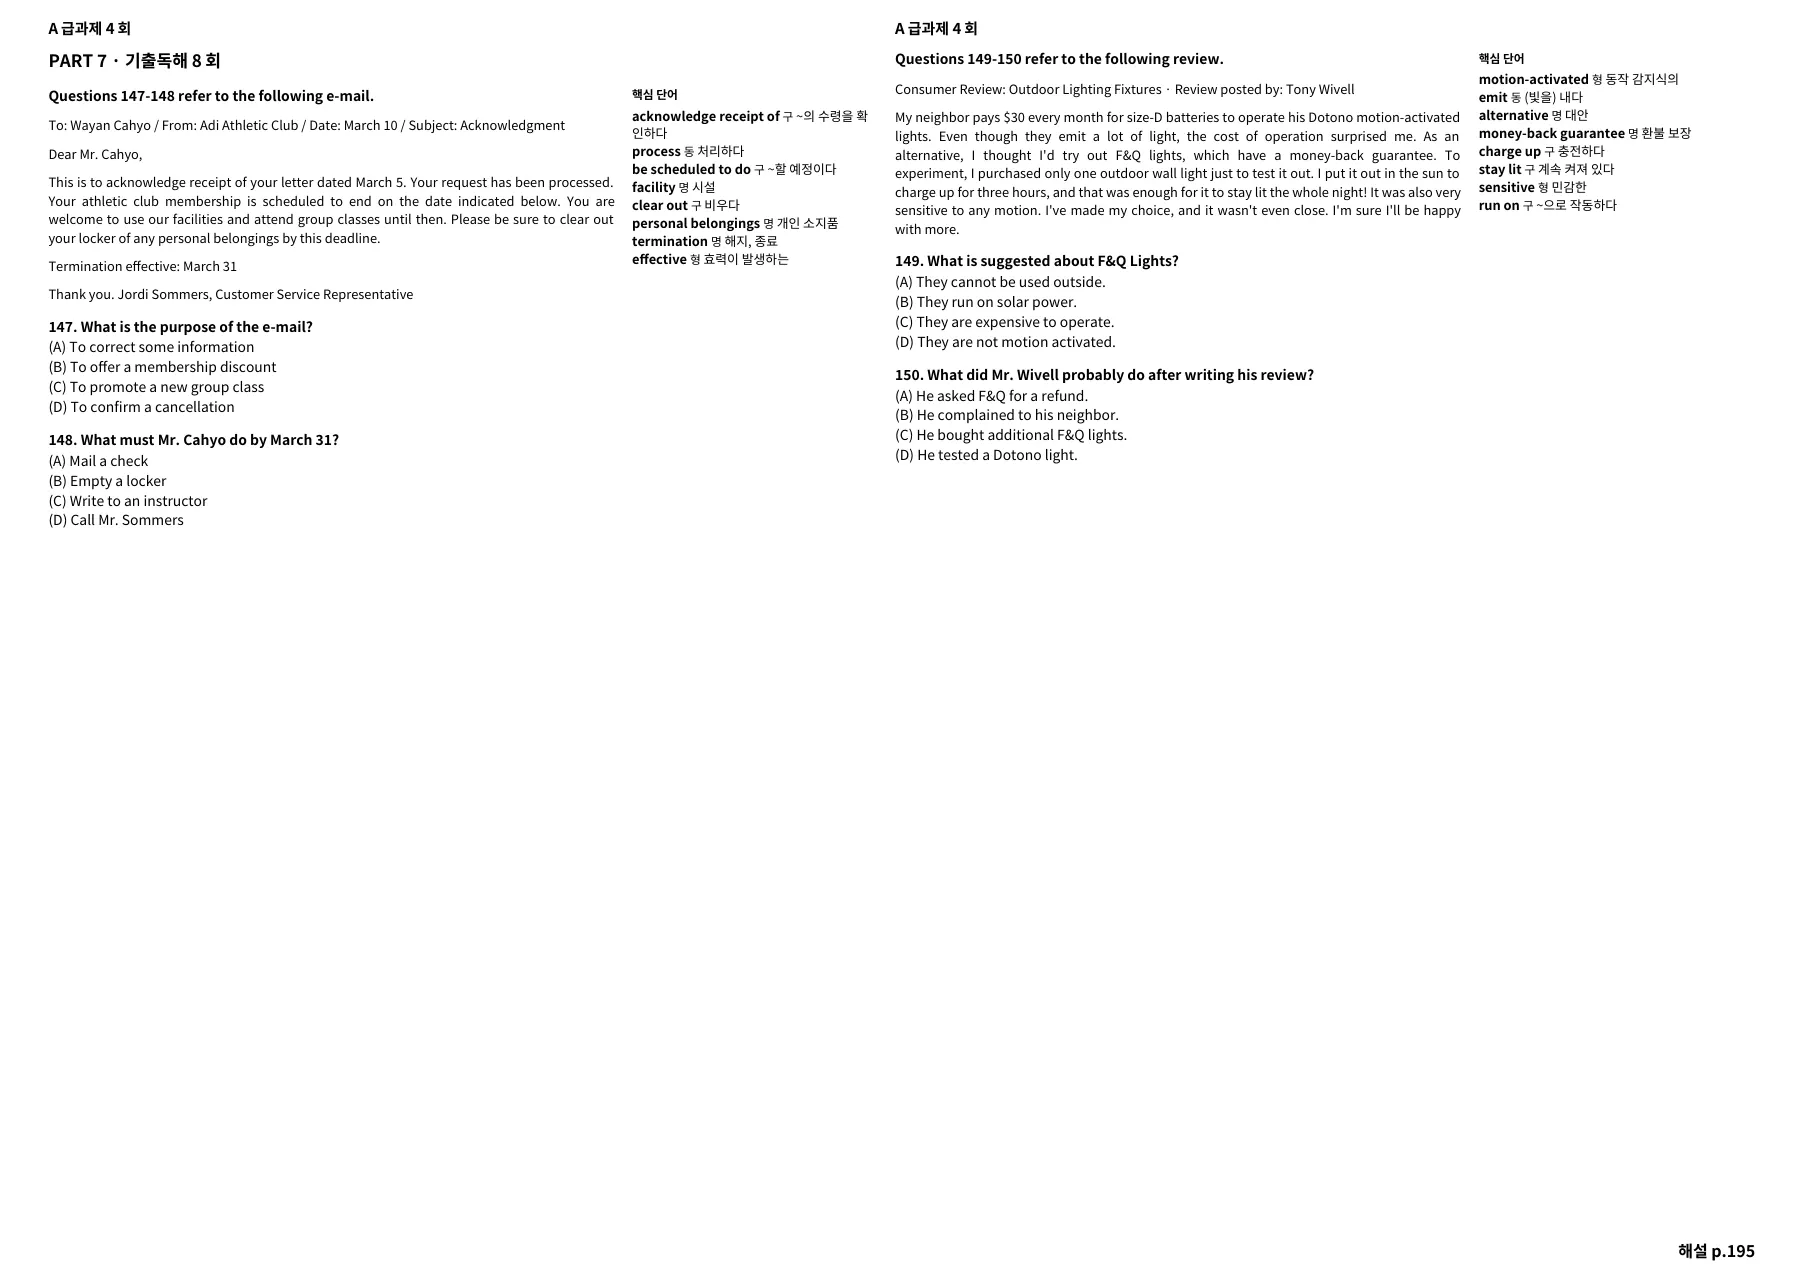 A 급과제 4 회
PART 7 · 기출독해 8 회
Questions 147-148 refer to the following e-mail.
To: Wayan Cahyo / From: Adi Athletic Club / Date: March 10 / Subject: Acknowledgment
Dear Mr. Cahyo,
This is to acknowledge receipt of your letter dated March 5. Your request has been processed.
Your athletic club membership is scheduled to end on the date indicated below. You are
welcome to use our facilities and attend group classes until then. Please be sure to clear out
your locker of any personal belongings by this deadline.
Termination effective: March 31
Thank you. Jordi Sommers, Customer Service Representative
147. What is the purpose of the e-mail?
(A) To correct some information
(B) To offer a membership discount
(C) To promote a new group class
(D) To confirm a cancellation
148. What must Mr. Cahyo do by March 31?
(A) Mail a check
(B) Empty a locker
(C) Write to an instructor
(D) Call Mr. Sommers
핵심 단어
acknowledge receipt of 구 ~의 수령을 확
인하다
process 동 처리하다
be scheduled to do 구 ~할 예정이다
facility 명 시설
clear out 구 비우다
personal belongings 명 개인 소지품
termination 명 해지, 종료
effective 형 효력이 발생하는
A 급과제 4 회
Questions 149-150 refer to the following review.
Consumer Review: Outdoor Lighting Fixtures · Review posted by: Tony Wivell
My neighbor pays $30 every month for size-D batteries to operate his Dotono motion-activated
lights. Even though they emit a lot of light, the cost of operation surprised me. As an
alternative, I thought I'd try out F&Q lights, which have a money-back guarantee. To
experiment, I purchased only one outdoor wall light just to test it out. I put it out in the sun to
charge up for three hours, and that was enough for it to stay lit the whole night! It was also very
sensitive to any motion. I've made my choice, and it wasn't even close. I'm sure I'll be happy
with more.
149. What is suggested about F&Q Lights?
(A) They cannot be used outside.
(B) They run on solar power.
(C) They are expensive to operate.
(D) They are not motion activated.
150. What did Mr. Wivell probably do after writing his review?
(A) He asked F&Q for a refund.
(B) He complained to his neighbor.
(C) He bought additional F&Q lights.
(D) He tested a Dotono light.
핵심 단어
motion-activated 형 동작 감지식의
emit 동 (빛을) 내다
alternative 명 대안
money-back guarantee 명 환불 보장
charge up 구 충전하다
stay lit 구 계속 켜져 있다
sensitive 형 민감한
run on 구 ~으로 작동하다
해설 p.195